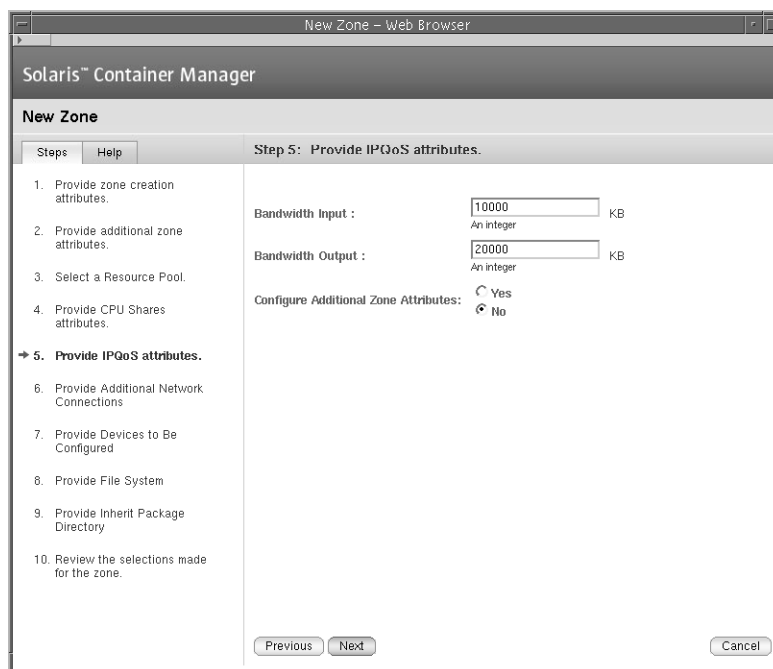 New Zone – Web Browser
Solaris™ Container Manager
New Zone
Steps
Help
1. Provide zone creation
attributes.
2. Provide additional zone
attributes.
3. Select a Resource Pool.
4. Provide CPU Shares
attributes.
5. Provide IPQoS attributes.
6. Provide Additional Network
Connections
7. Provide Devices to Be
Configured
8. Provide File System
9. Provide Inherit Package
Directory
10. Review the selections made
for the zone.
Step 5: Provide IPQoS attributes.
Bandwidth Input : 10000 KB
An integer
Bandwidth Output : 20000 KB
An integer
Configure Additional Zone Attributes: Yes
No
Previous Next Cancel